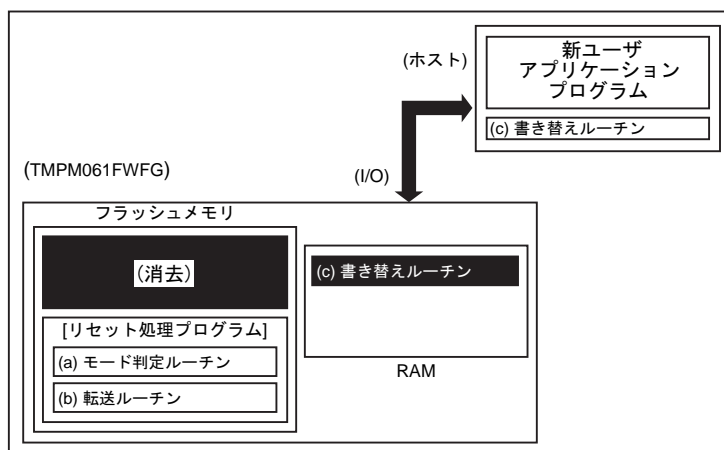 (ホスト)
新ユーザ
アプリケーション
プログラム
(c) 書き替えルーチン
(TMPM061FWFG)
(I/O)
フラッシュメモリ
(消去)
[リセット処理プログラム]
(a) モード判定ルーチン
(b) 転送ルーチン
(c) 書き替えルーチン
RAM